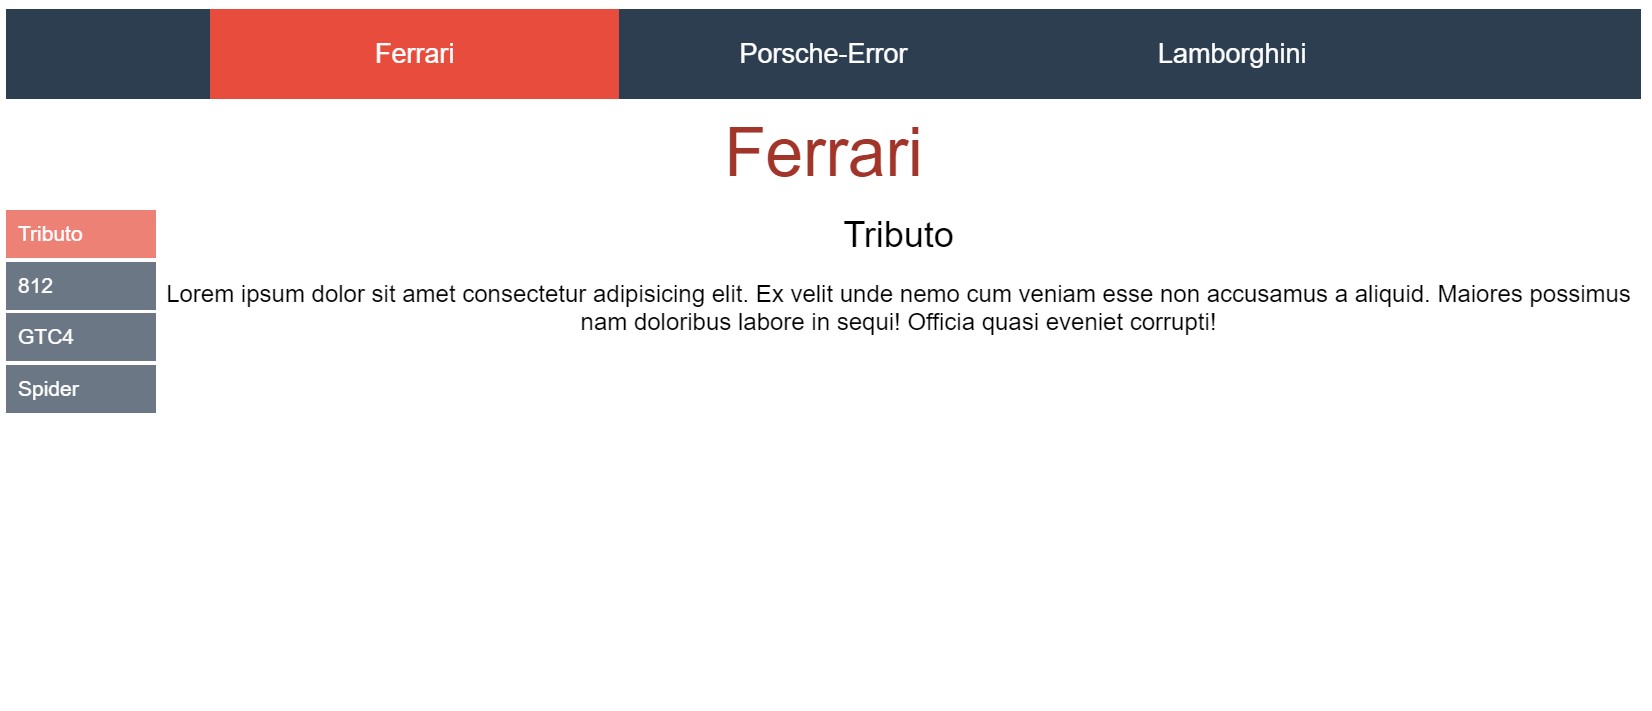 Ferrari
Porsche-Error
Lamborghini
Ferrari
Tributo
812
GTC4
Spider
Tributo
Lorem ipsum dolor sit amet consectetur adipisicing elit. Ex velit unde nemo cum veniam esse non accusamus a aliquid. Maiores possimus
nam doloribus labore in sequi! Officia quasi eveniet corrupti!